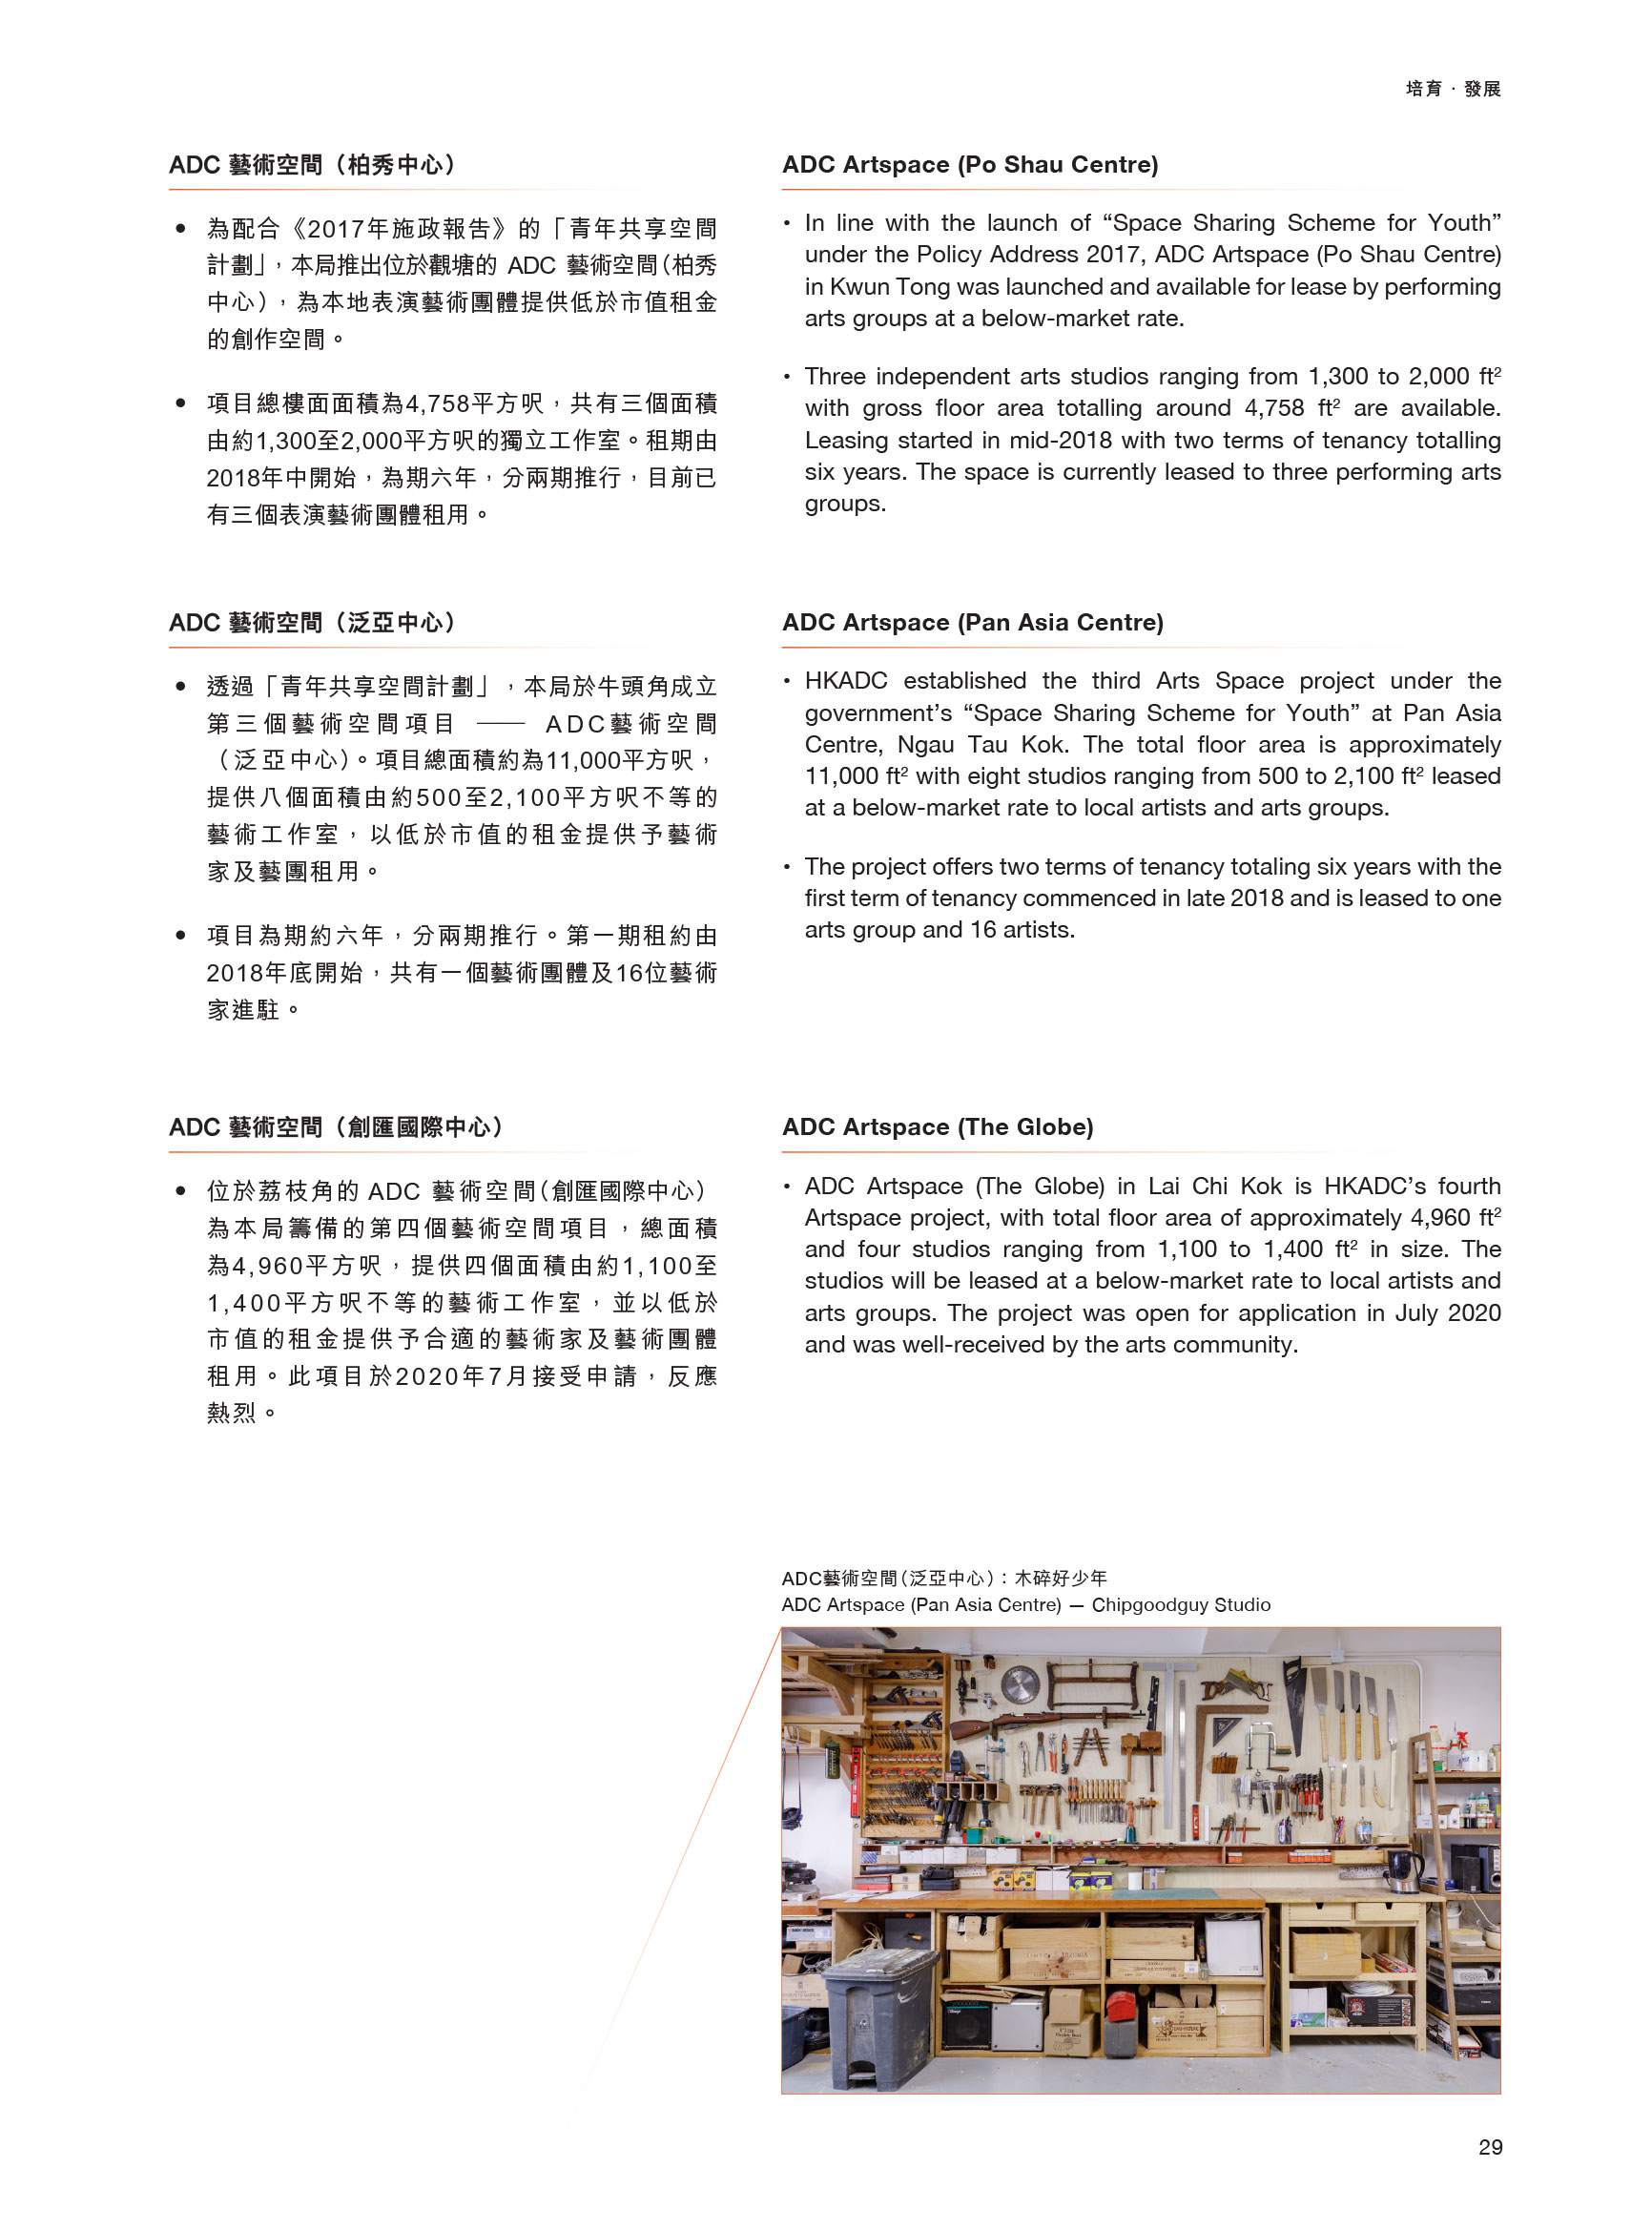 培育 · 發展
ADC 藝術空間（柏秀中心）
● 為配合《2017年施政報告》的「青年共享空間
計劃」，本局推出位於觀塘的 ADC 藝術空間（柏秀
中心），為本地表演藝術團體提供低於市值租金
的創作空間。
● 項目總樓面面積為4,758平方呎，共有三個面積
由約1,300至2,000平方呎的獨立工作室。租期由
2018年中開始，為期六年，分兩期推行，目前已
有三個表演藝術團體租用。
ADC Artspace (Po Shau Centre)
• In line with the launch of “Space Sharing Scheme for Youth”
under the Policy Address 2017, ADC Artspace (Po Shau Centre)
in Kwun Tong was launched and available for lease by performing
arts groups at a below-market rate.
• Three independent arts studios ranging from 1,300 to 2,000 ft²
with gross floor area totalling around 4,758 ft² are available.
Leasing started in mid-2018 with two terms of tenancy totalling
six years. The space is currently leased to three performing arts
groups.
ADC 藝術空間（泛亞中心）
● 透過「青年共享空間計劃」，本局於牛頭角成立
第三個藝術空間項目 —— ADC藝術空間
（泛亞中心）。項目總面積約為11,000平方呎，
提供八個面積由約500至2,100平方呎不等的
藝術工作室，以低於市值的租金提供予藝術
家及藝團租用。
● 項目為期約六年，分兩期推行。第一期租約由
2018年底開始，共有一個藝術團體及16位藝術
家進駐。
ADC Artspace (Pan Asia Centre)
• HKADC established the third Arts Space project under the
government’s “Space Sharing Scheme for Youth” at Pan Asia
Centre, Ngau Tau Kok. The total floor area is approximately
11,000 ft² with eight studios ranging from 500 to 2,100 ft² leased
at a below-market rate to local artists and arts groups.
• The project offers two terms of tenancy totaling six years with the
first term of tenancy commenced in late 2018 and is leased to one
arts group and 16 artists.
ADC 藝術空間（創匯國際中心）
● 位於荔枝角的 ADC 藝術空間（創匯國際中心）
為本局籌備的第四個藝術空間項目，總面積
為4,960平方呎，提供四個面積由約1,100至
1,400平方呎不等的藝術工作室，並以低於
市值的租金提供予合適的藝術家及藝術團體
租用。此項目於2020年7月接受申請，反應
熱烈。
ADC Artspace (The Globe)
• ADC Artspace (The Globe) in Lai Chi Kok is HKADC’s fourth
Artspace project, with total floor area of approximately 4,960 ft²
and four studios ranging from 1,100 to 1,400 ft² in size. The
studios will be leased at a below-market rate to local artists and
arts groups. The project was open for application in July 2020
and was well-received by the arts community.
ADC藝術空間（泛亞中心）：木碎好少年
ADC Artspace (Pan Asia Centre) — Chipgoodguy Studio
29